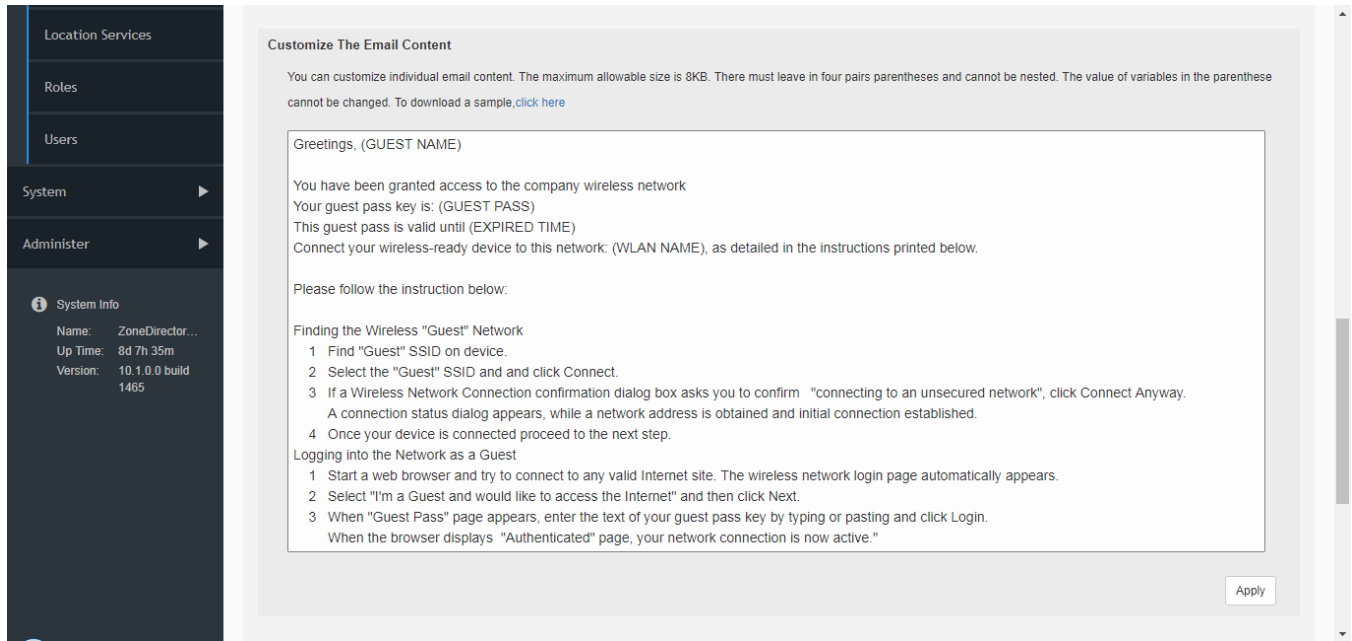 Location Services
Roles
Users
System
Administer
System Info
Name: ZoneDirector...
Up Time: 8d 7h 35m
Version: 10.1.0.0 build
1465
Customize The Email Content
You can customize individual email content. The maximum allowable size is 8KB. There must leave in four pairs parentheses and cannot be nested. The value of variables in the parenthese
cannot be changed. To download a sample,click here
Greetings, (GUEST NAME)
You have been granted access to the company wireless network
Your guest pass key is: (GUEST PASS)
This guest pass is valid until (EXPIRED TIME)
Connect your wireless-ready device to this network: (WLAN NAME), as detailed in the instructions printed below.
Please follow the instruction below:
Finding the Wireless "Guest" Network
1 Find "Guest" SSID on device.
2 Select the "Guest" SSID and and click Connect.
3 If a Wireless Network Connection confirmation dialog box asks you to confirm "connecting to an unsecured network", click Connect Anyway.
A connection status dialog appears, while a network address is obtained and initial connection established.
4 Once your device is connected proceed to the next step.
Logging into the Network as a Guest
1 Start a web browser and try to connect to any valid Internet site. The wireless network login page automatically appears.
2 Select "I'm a Guest and would like to access the Internet" and then click Next.
3 When "Guest Pass" page appears, enter the text of your guest pass key by typing or pasting and click Login.
When the browser displays "Authenticated" page, your network connection is now active."
Apply